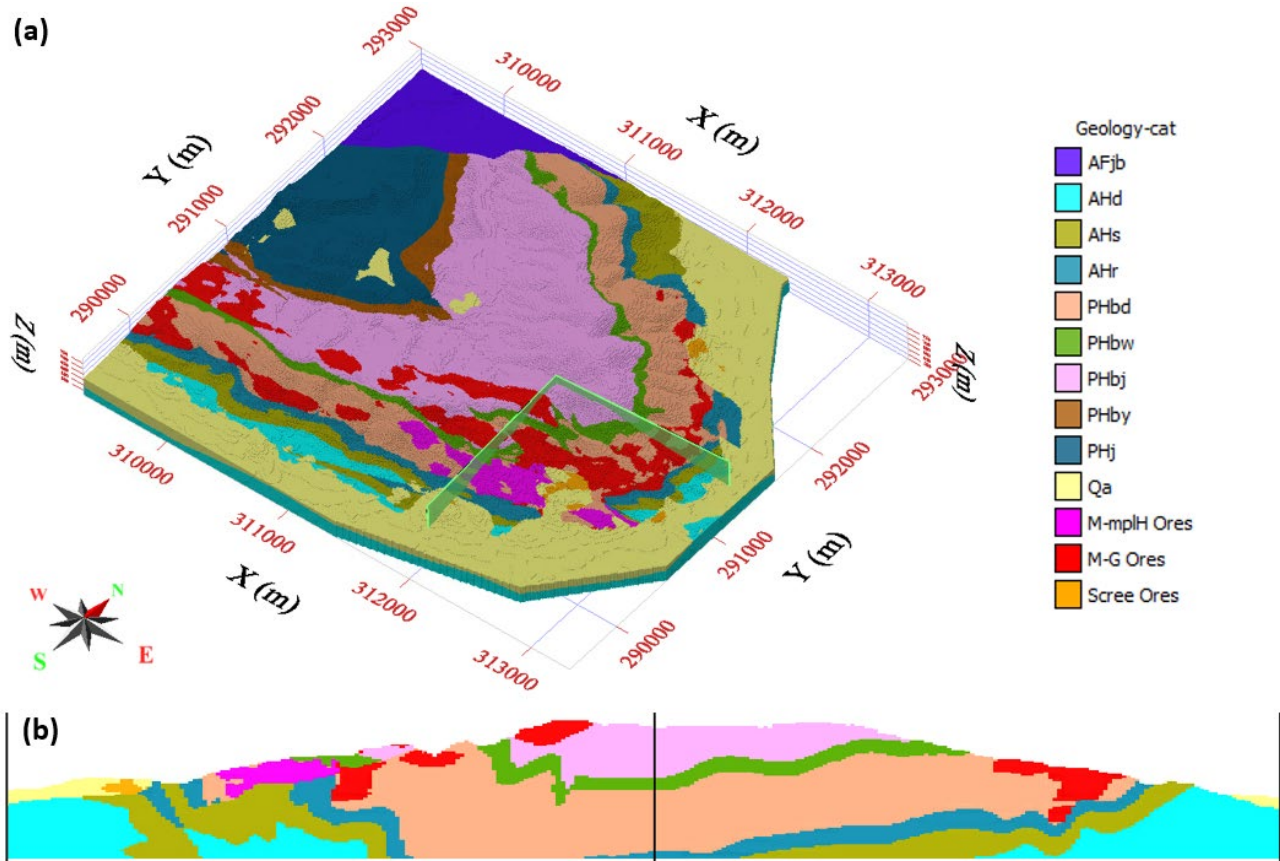 (a)
293000
310000
X (m)
292000
311000
Y (m)
291000
312000
290000
313000
Z (m)
Z (m)
293000
310000
292000
311000
Y (m)
291000
X (m)
312000
290000
313000
W
N
S
E
Geology-cat
AFjb
AHd
AHs
AHr
PHbd
PHbw
PHbj
PHby
PHj
Qa
M-mplH Ores
M-G Ores
Scree Ores
(b)